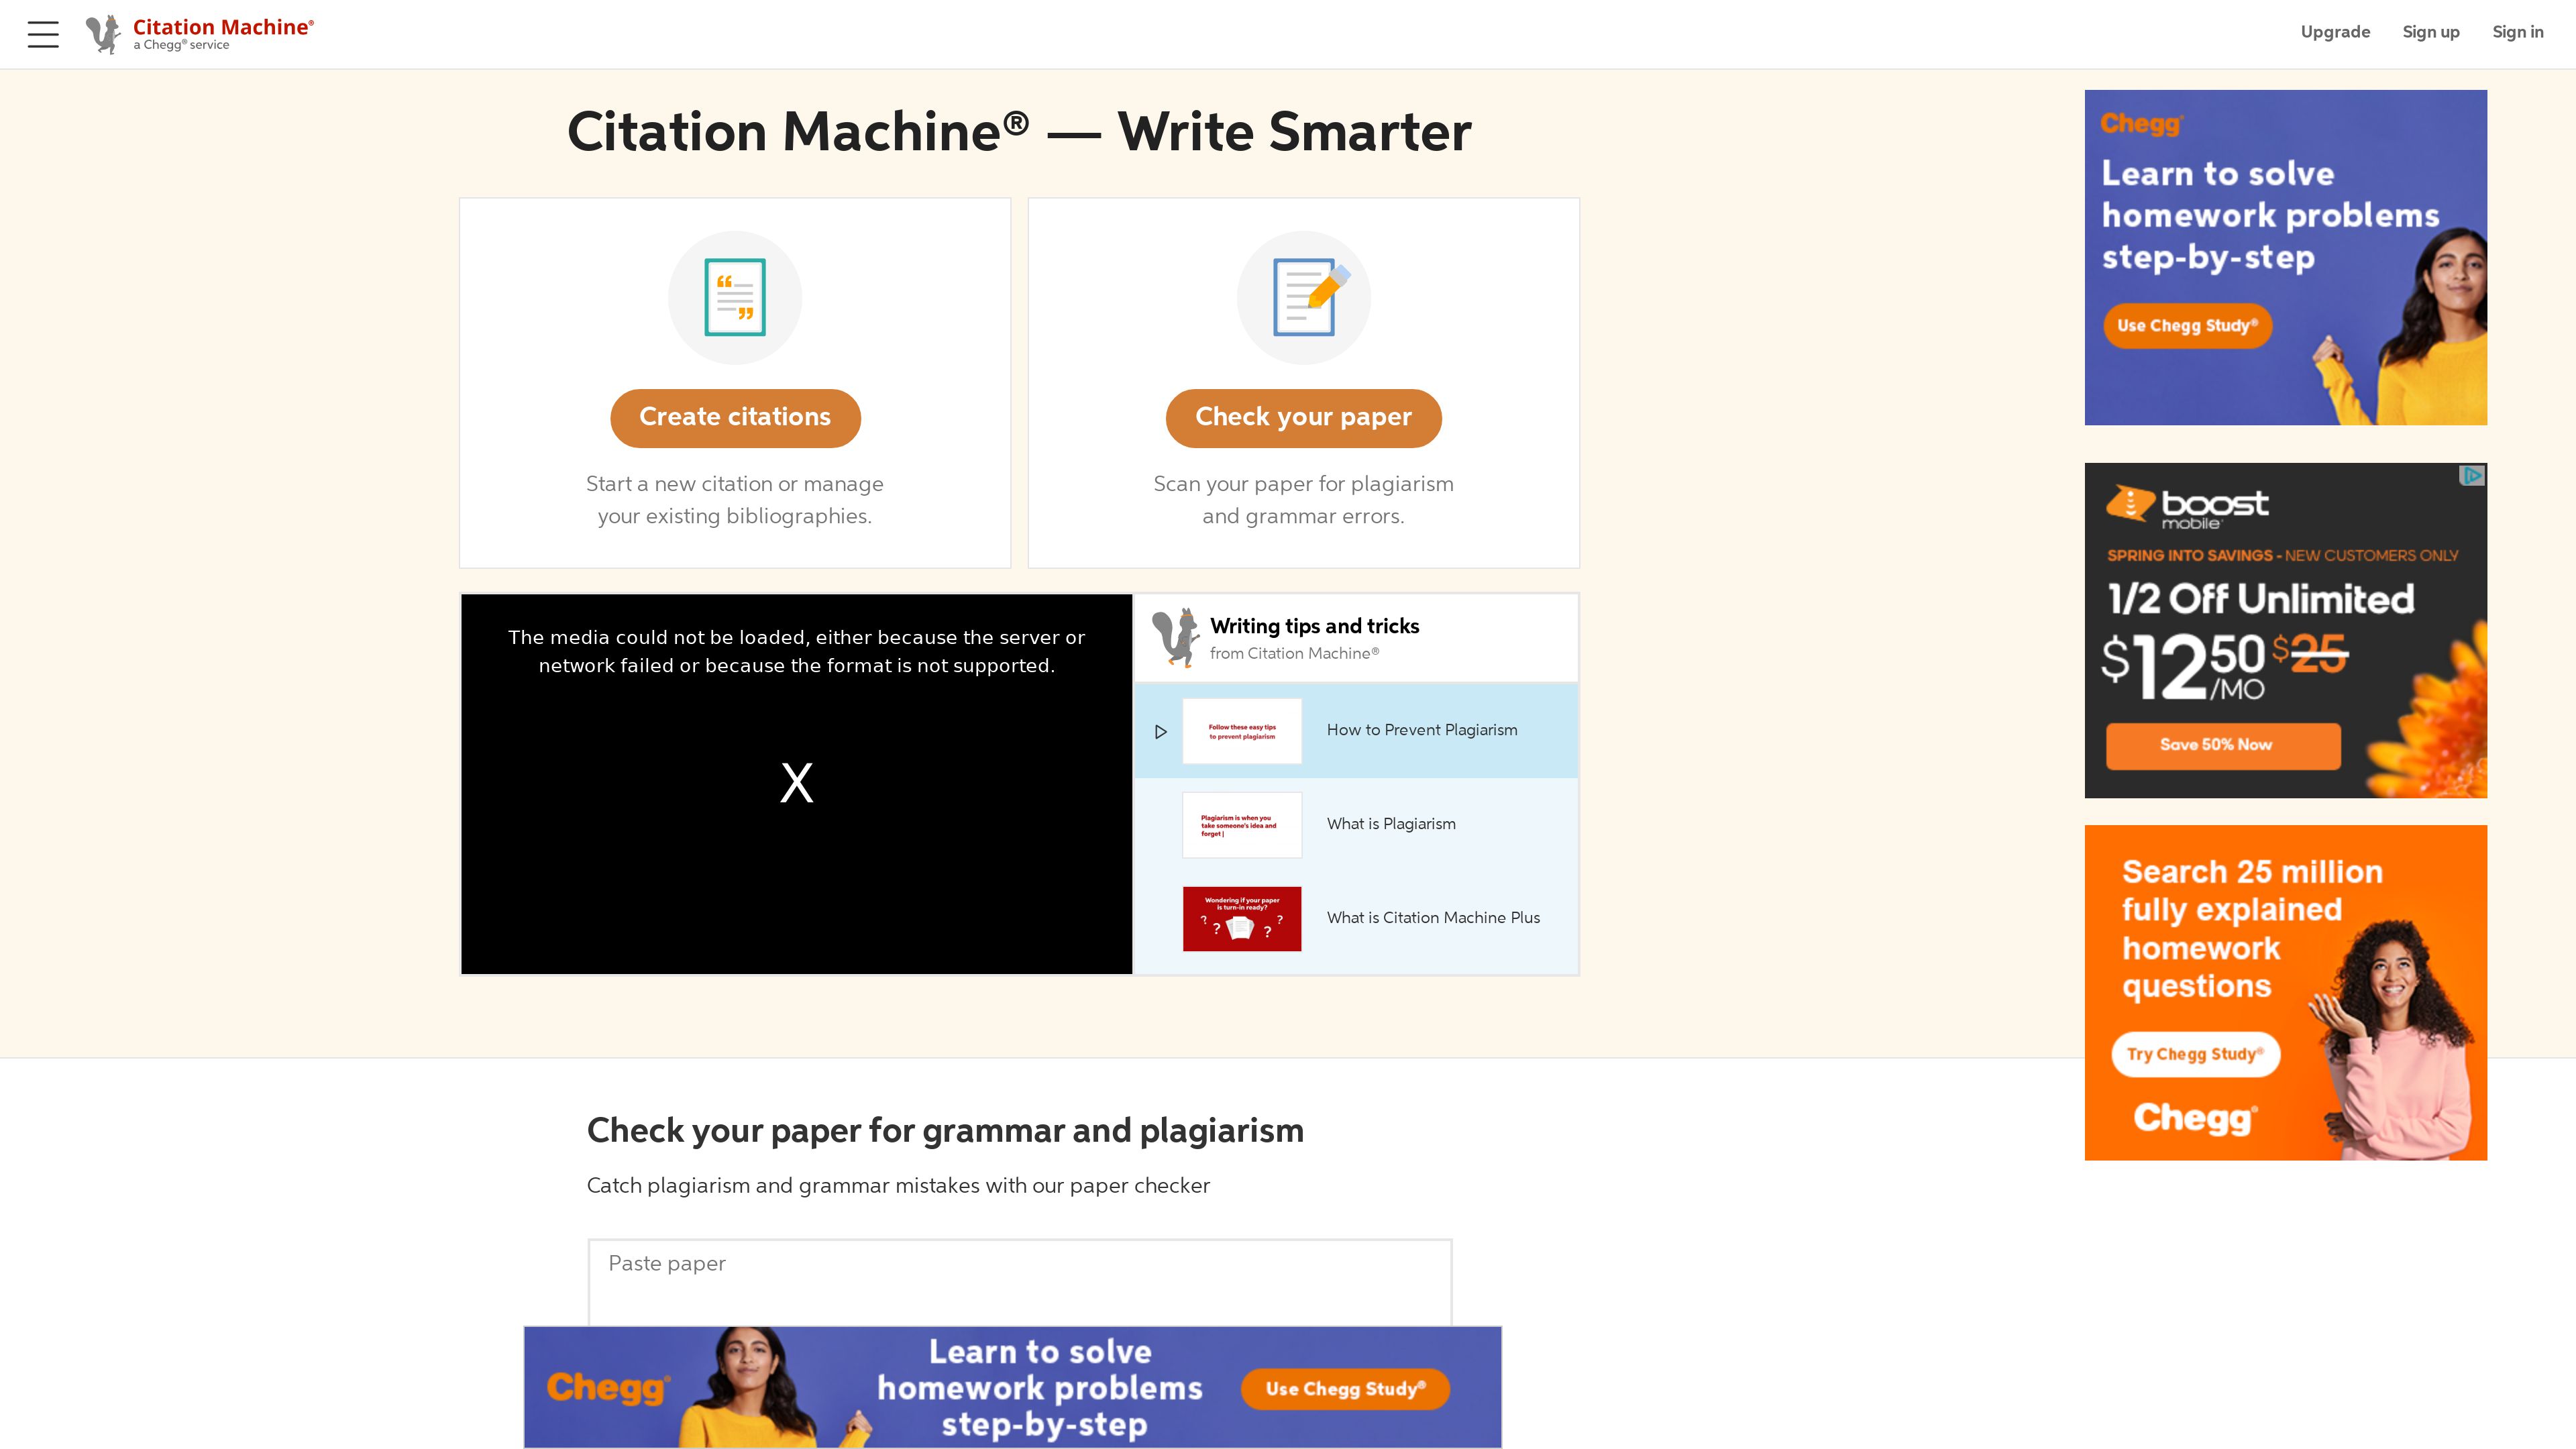 Citation Machine®
a Chegg® service
Upgrade
Sign up
Sign in
Citation Machine® — Write Smarter
Create citations
Start a new citation or manage
your existing bibliographies.
Check your paper
Scan your paper for plagiarism
and grammar errors.
The media could not be loaded, either because the server or
network failed or because the format is not supported.
X
Writing tips and tricks
from Citation Machine®
Follow these easy tips
to prevent plagiarism
How to Prevent Plagiarism
Plagiarism is when you
take someone's idea and
forget |
What is Plagiarism
Wondering if your paper
is turn-in ready?
? ? ? ?
What is Citation Machine Plus
Chegg®
Learn to solve
homework problems
step-by-step
Use Chegg Study®
boost
mobile
SPRING INTO SAVINGS - NEW CUSTOMERS ONLY
1/2 Off Unlimited
$1250/MO $25
Save 50% Now
Search 25 million
fully explained
homework
questions
Try Chegg Study®
Chegg®
Check your paper for grammar and plagiarism
Catch plagiarism and grammar mistakes with our paper checker
Paste paper
Chegg®
Learn to solve
homework problems
step-by-step
Use Chegg Study®